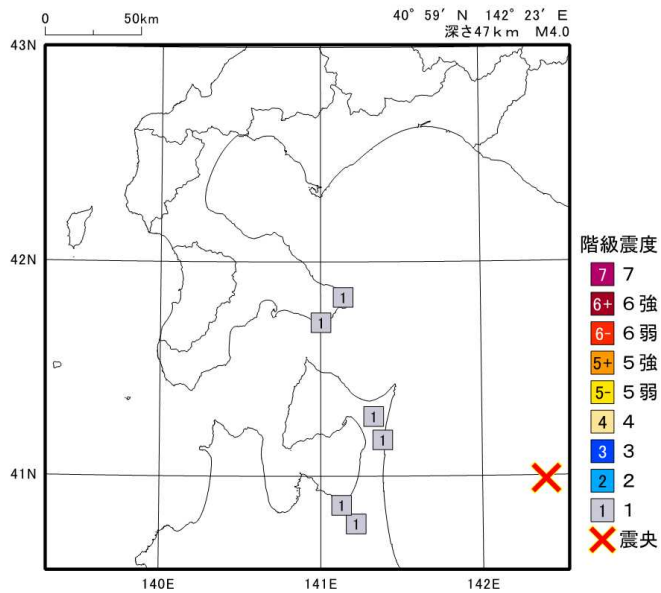 0 50km
40° 59′ N 142° 23′ E
深さ47km M4.0
43N
42N
41N
140E 141E 142E
1
1
1
1
1
1
階級震度
7 7
6+ 6強
6- 6弱
5+ 5強
5- 5弱
4 4
3 3
2 2
1 1
震央